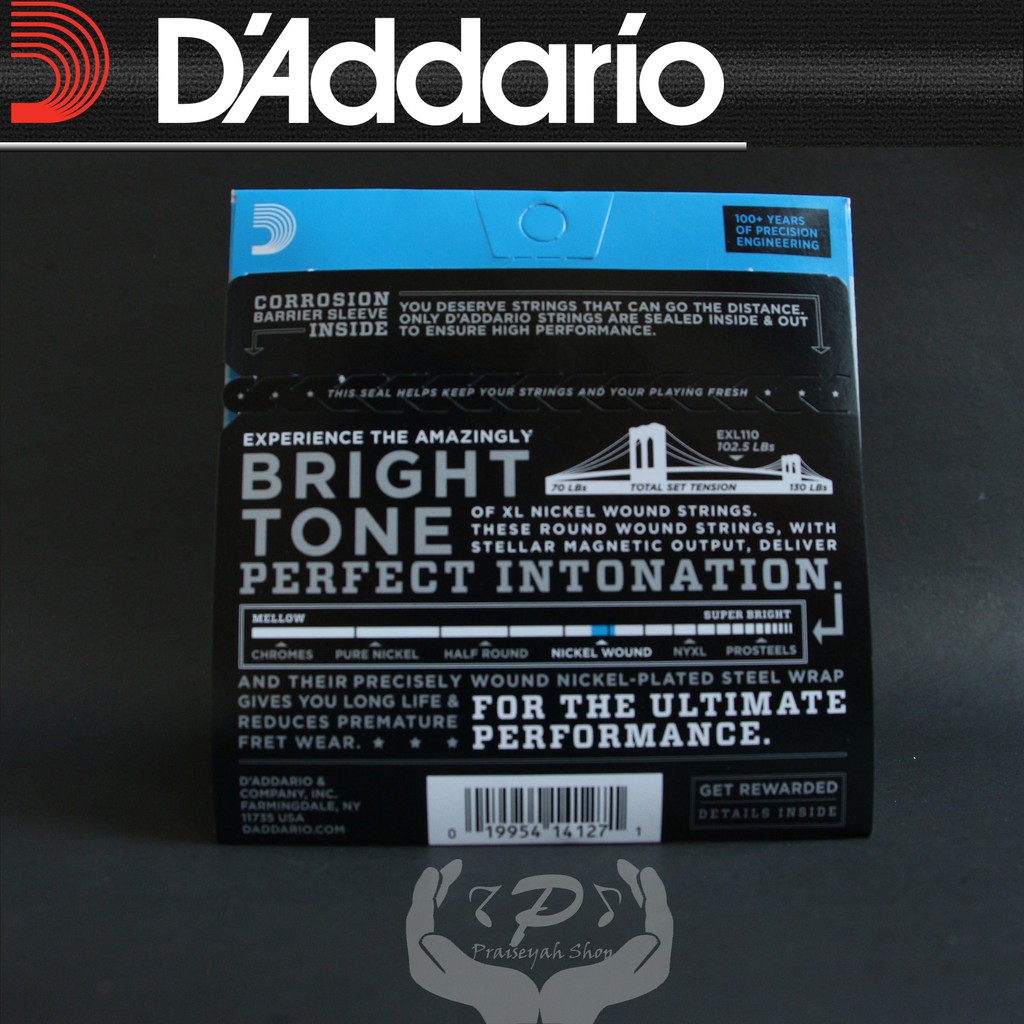 D'Addario
100+ YEARS
OF PRECISION
ENGINEERING
CORROSION
BARRIER SLEEVE
INSIDE
YOU DESERVE STRINGS THAT CAN GO THE DISTANCE.
ONLY D'ADDARIO STRINGS ARE SEALED INSIDE & OUT
TO ENSURE HIGH PERFORMANCE.
THIS SEAL HELPS KEEP YOUR STRINGS AND YOUR PLAYING FRESH
EXPERIENCE THE AMAZINGLY
BRIGHT
TONE
EXL110
102.5 LBs
70 LBs TOTAL SET TENSION 130 LBs
OF XL NICKEL WOUND STRINGS.
THESE ROUND WOUND STRINGS, WITH
STELLAR MAGNETIC OUTPUT, DELIVER
PERFECT INTONATION.
MELLOW SUPER BRIGHT
CHROMES PURE NICKEL HALF ROUND NICKEL WOUND NYXL PROSTEELS
AND THEIR PRECISELY WOUND NICKEL-PLATED STEEL WRAP
GIVES YOU LONG LIFE &
REDUCES PREMATURE
FRET WEAR.
FOR THE ULTIMATE
PERFORMANCE.
D'ADDARIO &
COMPANY, INC.
FARMINGDALE, NY
11735 USA
DADDARIO.COM
0 19954 14127 1
GET REWARDED
DETAILS INSIDE
P
Praiseyah Shop